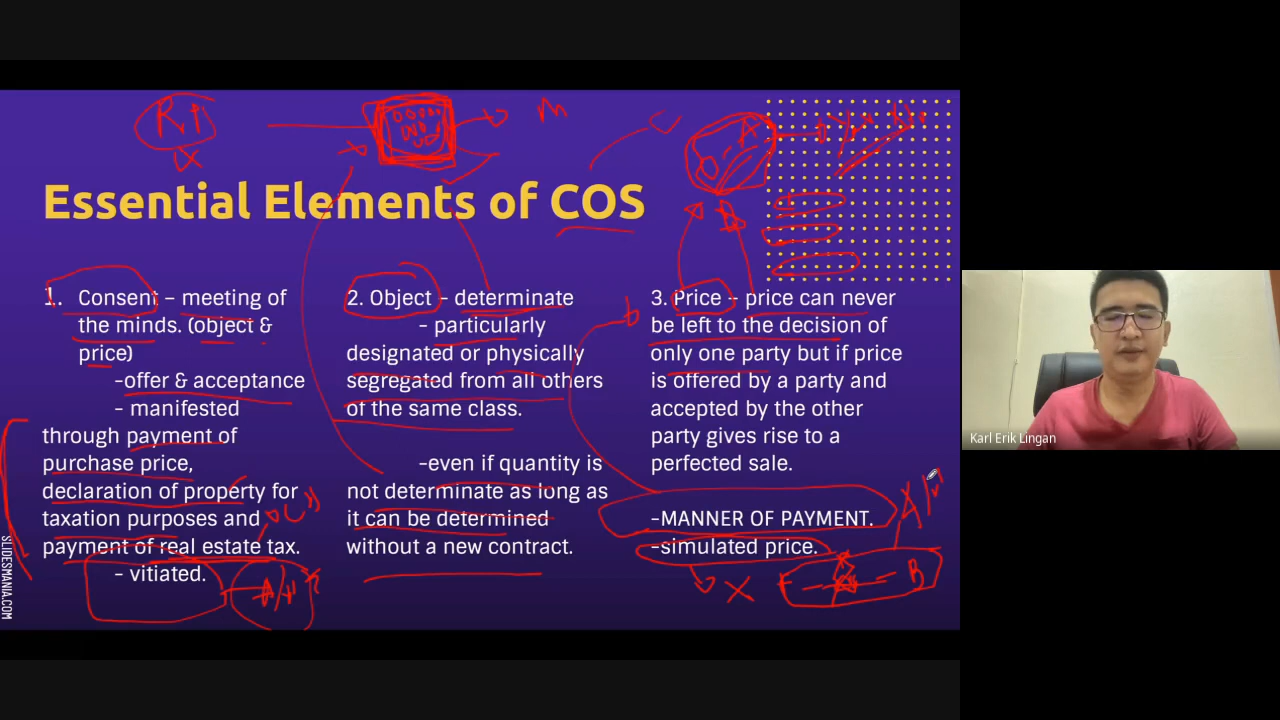 Essential Elements of COS
1. Consent – meeting of
the minds. (object &
price)
-offer & acceptance
- manifested
through payment of
purchase price,
declaration of property for
taxation purposes and
payment of real estate tax.
- vitiated.
2. Object – determinate
- particularly
designated or physically
segregated from all others
of the same class.
-even if quantity is
not determinate as long as
it can be determined
without a new contract.
3. Price – price can never
be left to the decision of
only one party but if price
is offered by a party and
accepted by the other
party gives rise to a
perfected sale.
-MANNER OF PAYMENT.
-simulated price.
SLIDESMANIA.COM
Karl Erik Lingan